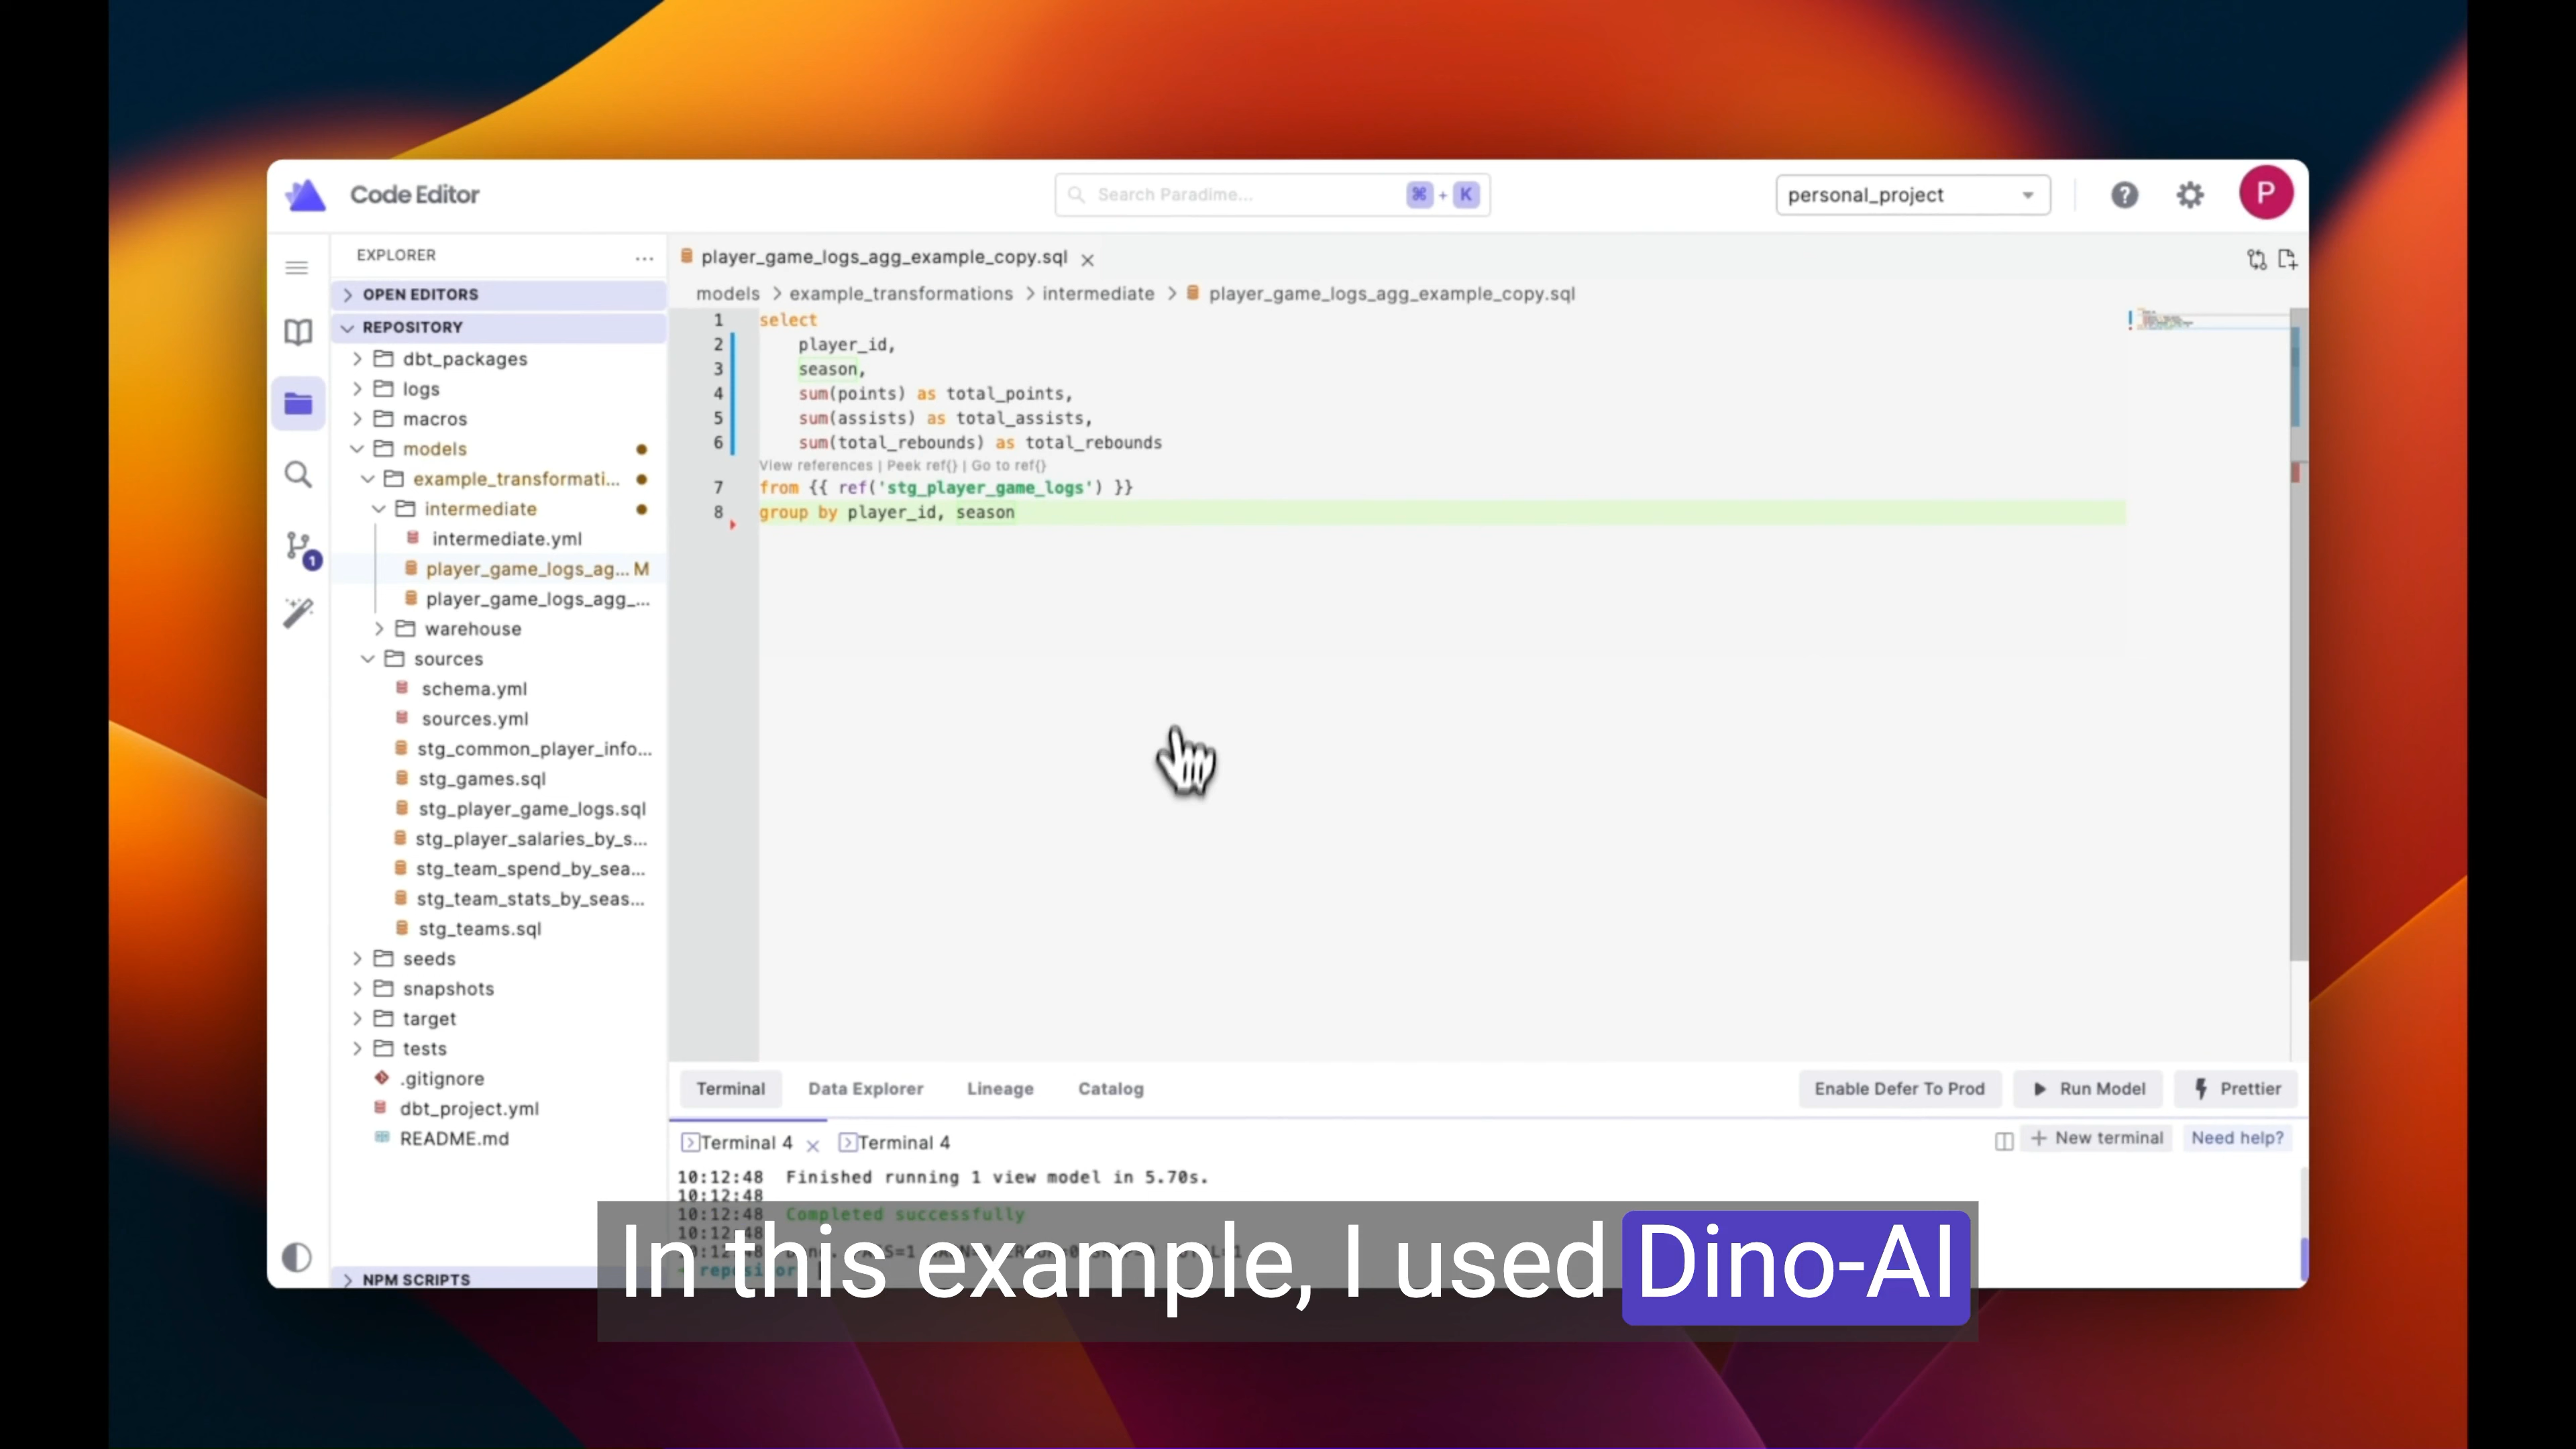 Code Editor
Search Paradime...
⌘ + K
personal_project
P
EXPLORER
...
OPEN EDITORS
REPOSITORY
dbt_packages
logs
macros
models
example_transformati...
intermediate
intermediate.yml
player_game_logs_ag... M
player_game_logs_agg_...
warehouse
sources
schema.yml
sources.yml
stg_common_player_info...
stg_games.sql
stg_player_game_logs.sql
stg_player_salaries_by_s...
stg_team_spend_by_sea...
stg_team_stats_by_seas...
stg_teams.sql
seeds
snapshots
target
tests
.gitignore
dbt_project.yml
README.md
NPM SCRIPTS
1
player_game_logs_agg_example_copy.sql
models > example_transformations > intermediate > player_game_logs_agg_example_copy.sql
1 select
2 player_id,
3 season,
4 sum(points) as total_points,
5 sum(assists) as total_assists,
6 sum(total_rebounds) as total_rebounds
View references | Peek ref{} | Go to ref{}
7 from {{ ref('stg_player_game_logs') }}
8 group by player_id, season
Terminal Data Explorer Lineage Catalog
Enable Defer To Prod Run Model Prettier
Terminal 4 Terminal 4
+ New terminal Need help?
10:12:48 Finished running 1 view model in 5.70s.
10:12:48
10:12:48 Completed successfully
In this example, I used Dino-AI